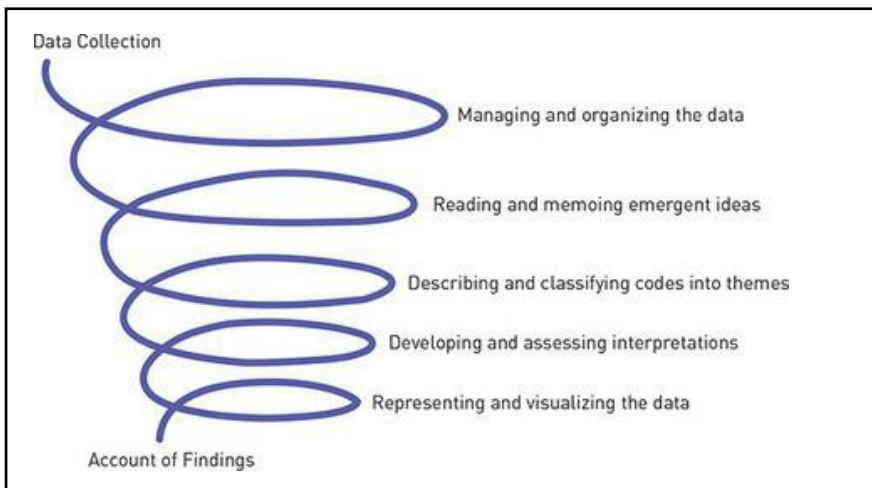 Data Collection
Managing and organizing the data
Reading and memoing emergent ideas
Describing and classifying codes into themes
Developing and assessing interpretations
Representing and visualizing the data
Account of Findings